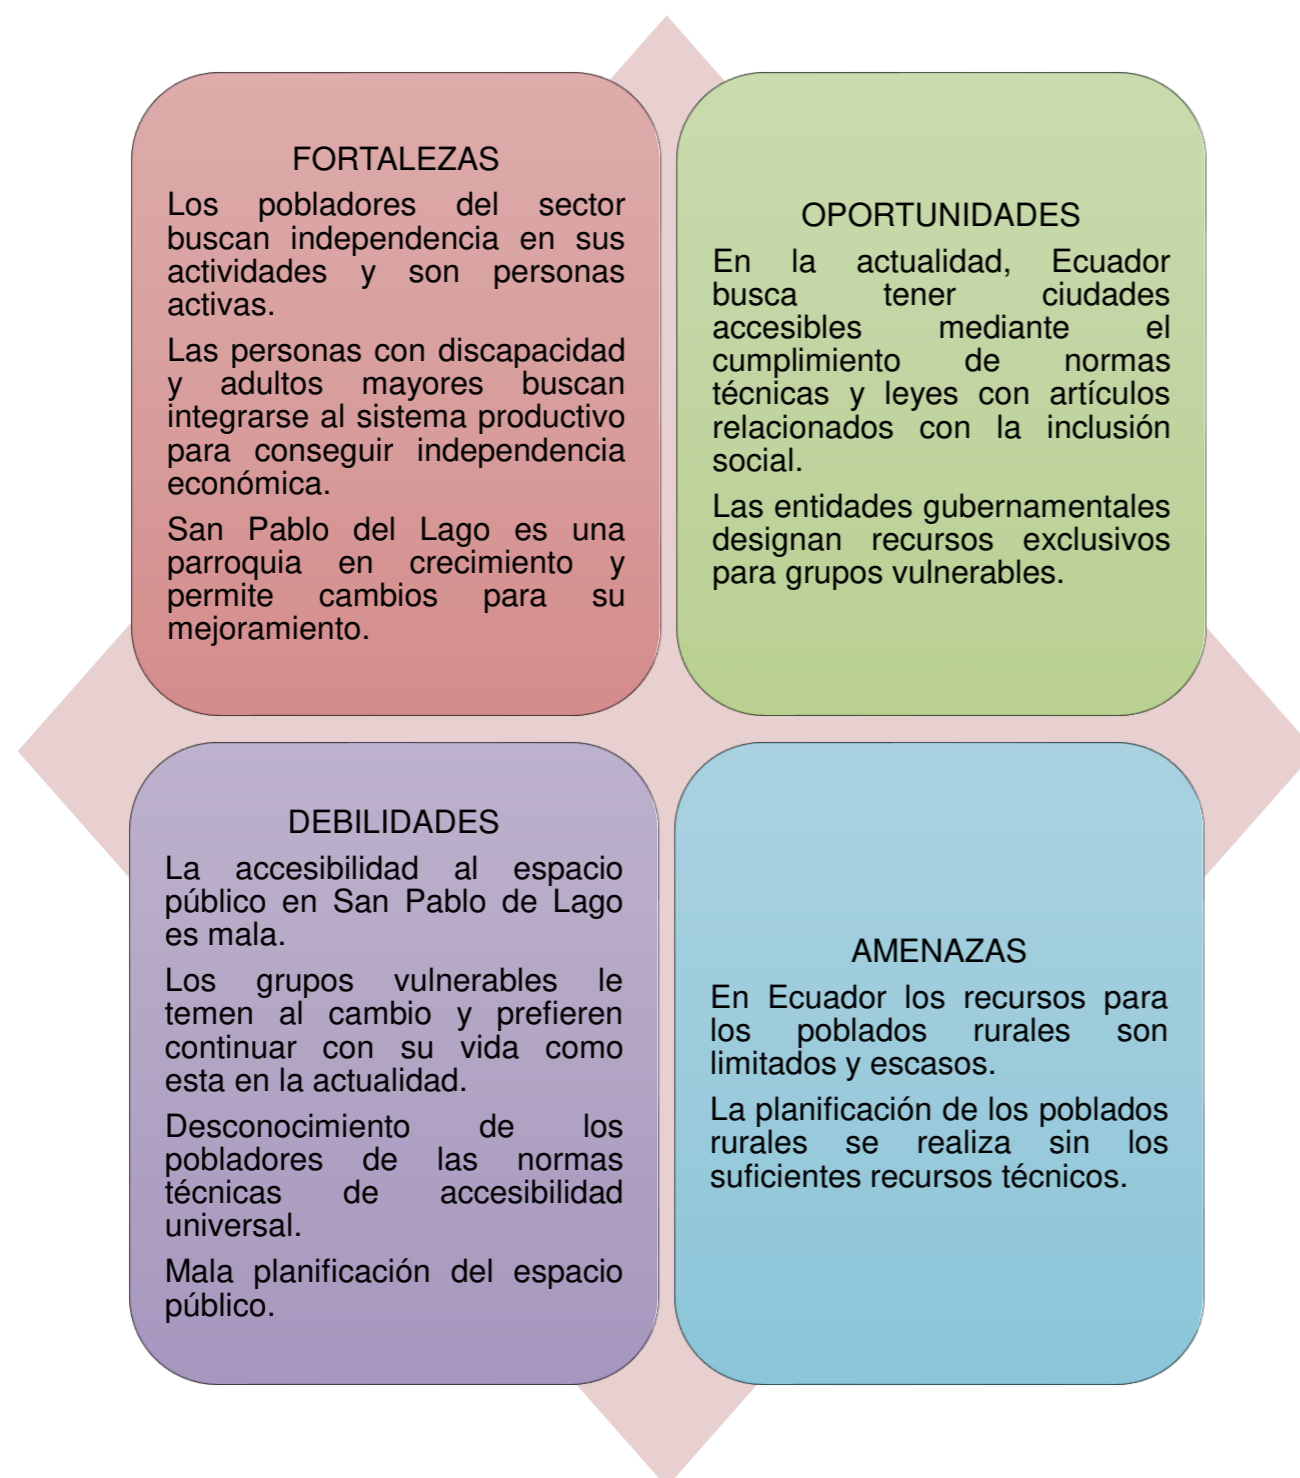 FORTALEZAS
Los pobladores del sector
buscan independencia en sus
actividades y son personas
activas.
Las personas con discapacidad
y adultos mayores buscan
integrarse al sistema productivo
para conseguir independencia
económica.
San Pablo del Lago es una
parroquia en crecimiento y
permite cambios para su
mejoramiento.
OPORTUNIDADES
En la actualidad, Ecuador
busca tener ciudades
accesibles mediante el
cumplimiento de normas
técnicas y leyes con artículos
relacionados con la inclusión
social.
Las entidades gubernamentales
designan recursos exclusivos
para grupos vulnerables.
DEBILIDADES
La accesibilidad al espacio
público en San Pablo de Lago
es mala.
Los grupos vulnerables le
temen al cambio y prefieren
continuar con su vida como
esta en la actualidad.
Desconocimiento de los
pobladores de las normas
técnicas de accesibilidad
universal.
Mala planificación del espacio
público.
AMENAZAS
En Ecuador los recursos para
los poblados rurales son
limitados y escasos.
La planificación de los poblados
rurales se realiza sin los
suficientes recursos técnicos.